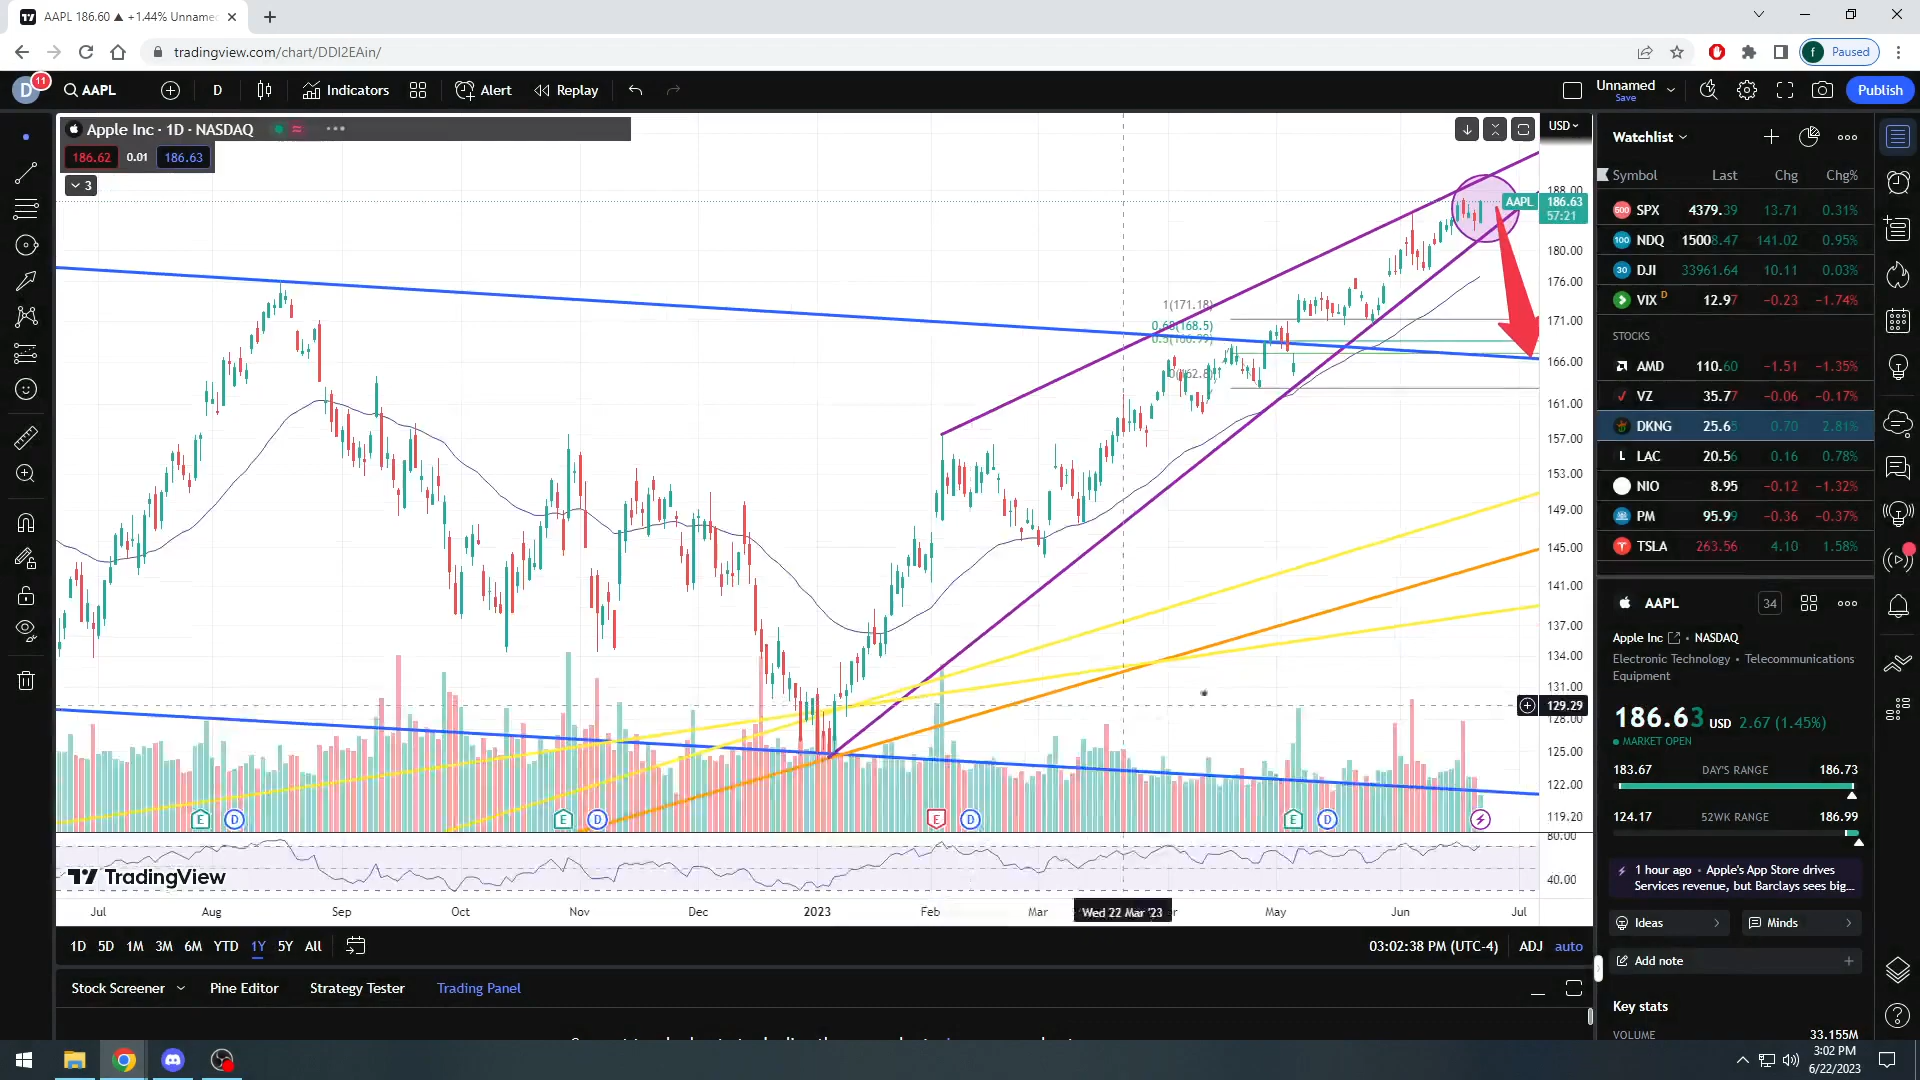 AAPL 186.60 ▲ +1.44% Unname
tradingview.com/chart/DDI2EAin/
f Paused
D 11
AAPL
D
Indicators
Alert
Replay
Unnamed
Save
Publish
Apple Inc · 1D · NASDAQ
186.62 0.01 186.63
3
USD
188.00
AAPL 186.63
57:21
180.00
176.00
171.00
166.00
161.00
157.00
153.00
149.00
145.00
141.00
137.00
134.00
131.00
129.29
128.00
125.00
122.00
119.20
80.00
40.00
1(171.18)
0.63(168.5)
E D E D E D E D
TradingView
Jul Aug Sep Oct Nov Dec 2023 Feb Mar Wed 22 Mar '23 May Jun Jul
1D 5D 1M 3M 6M YTD 1Y 5Y All
03:02:38 PM (UTC-4) ADJ auto
Stock Screener Pine Editor Strategy Tester Trading Panel
Watchlist
Symbol Last Chg Chg%
500 SPX 4379.39 13.71 0.31%
100 NDQ 15008.47 141.02 0.95%
30 DJI 33961.64 10.11 0.03%
VIX D 12.97 −0.23 −1.74%
STOCKS
AMD 110.60 −1.51 −1.35%
VZ 35.77 −0.06 −0.17%
DKNG 25.65 0.70 2.81%
L LAC 20.56 0.16 0.78%
NIO 8.95 −0.12 −1.32%
PM 95.99 −0.36 −0.37%
TSLA 263.56 4.10 1.58%
AAPL 34
Apple Inc • NASDAQ
Electronic Technology • Telecommunications
Equipment
186.63 USD 2.67 (1.45%)
MARKET OPEN
183.67 DAY'S RANGE 186.73
124.17 52WK RANGE 186.99
1 hour ago • Apple's App Store drives
Services revenue, but Barclays sees big...
Ideas
Minds
Add note
Key stats
VOLUME 33.155M
3:02 PM
6/22/2023